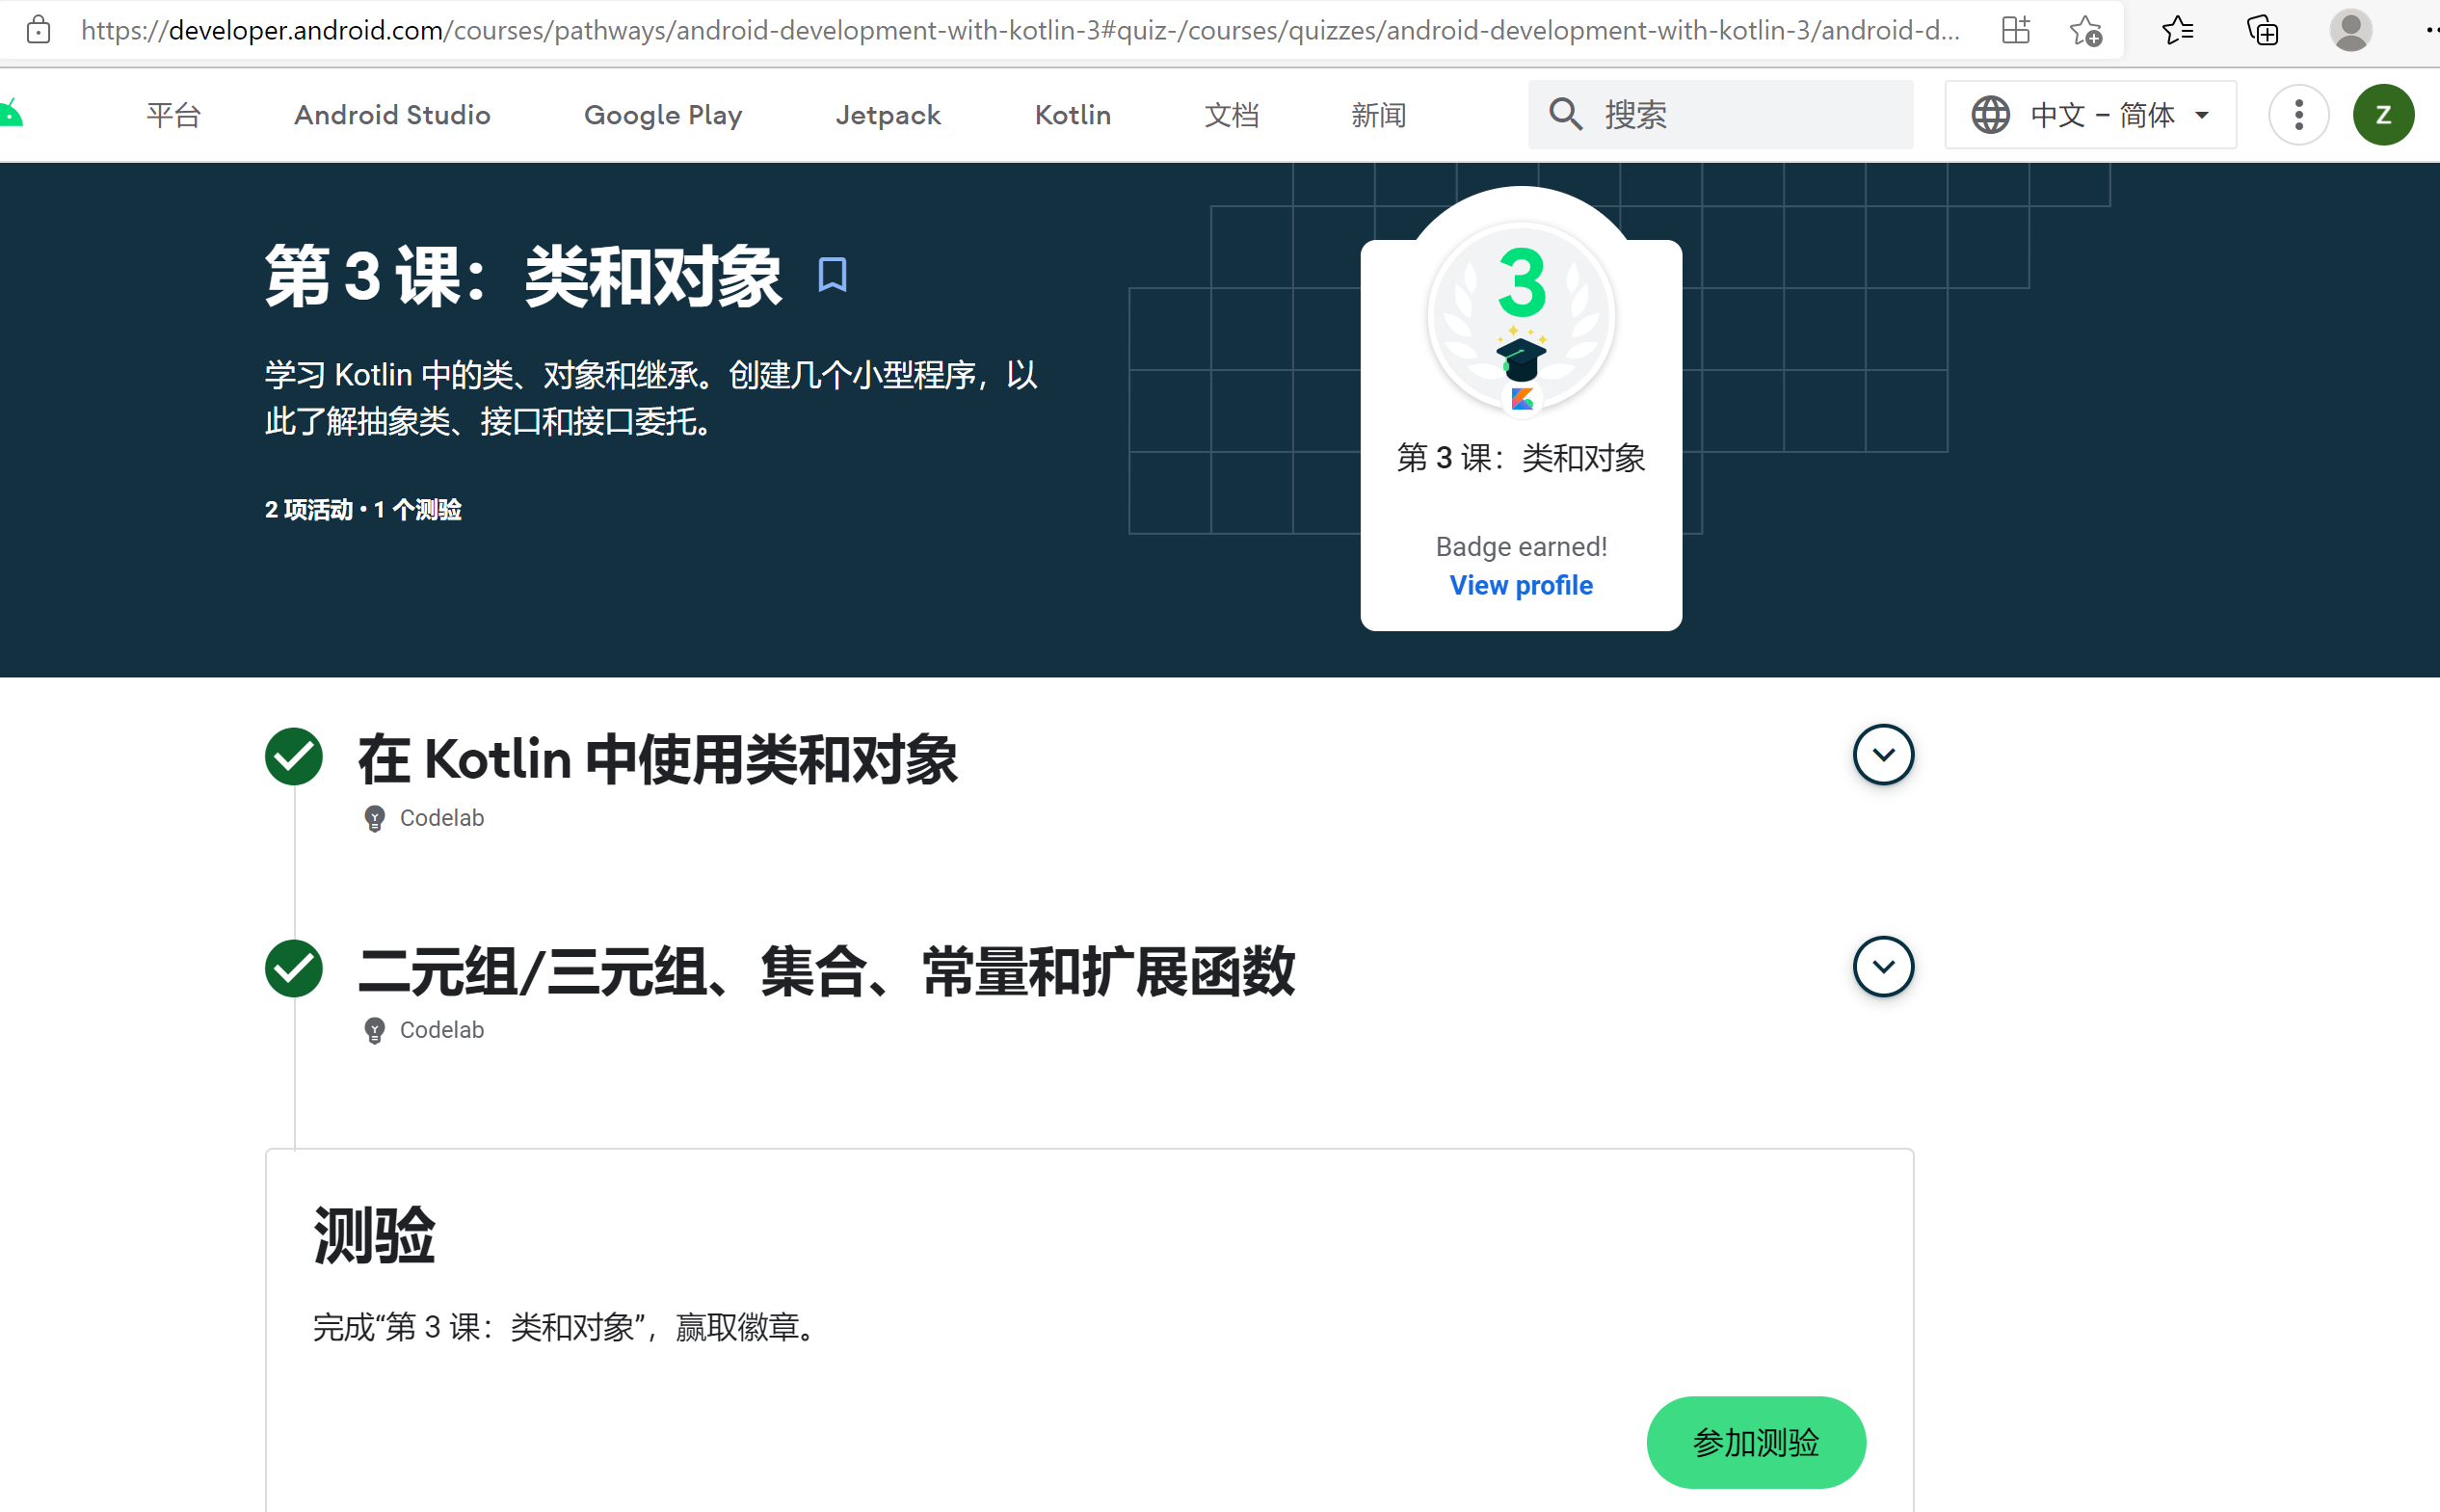 https://developer.android.com/courses/pathways/android-development-with-kotlin-3#quiz-/courses/quizzes/android-development-with-kotlin-3/android-d...
平台 Android Studio Google Play Jetpack Kotlin 文档 新闻 搜索 中文 – 简体 Z
第 3 课：类和对象
学习 Kotlin 中的类、对象和继承。创建几个小型程序，以
此了解抽象类、接口和接口委托。
2 项活动 • 1 个测验
3
第 3 课：类和对象
Badge earned!
View profile
在 Kotlin 中使用类和对象
Codelab
二元组/三元组、集合、常量和扩展函数
Codelab
测验
完成“第 3 课：类和对象”，赢取徽章。
参加测验